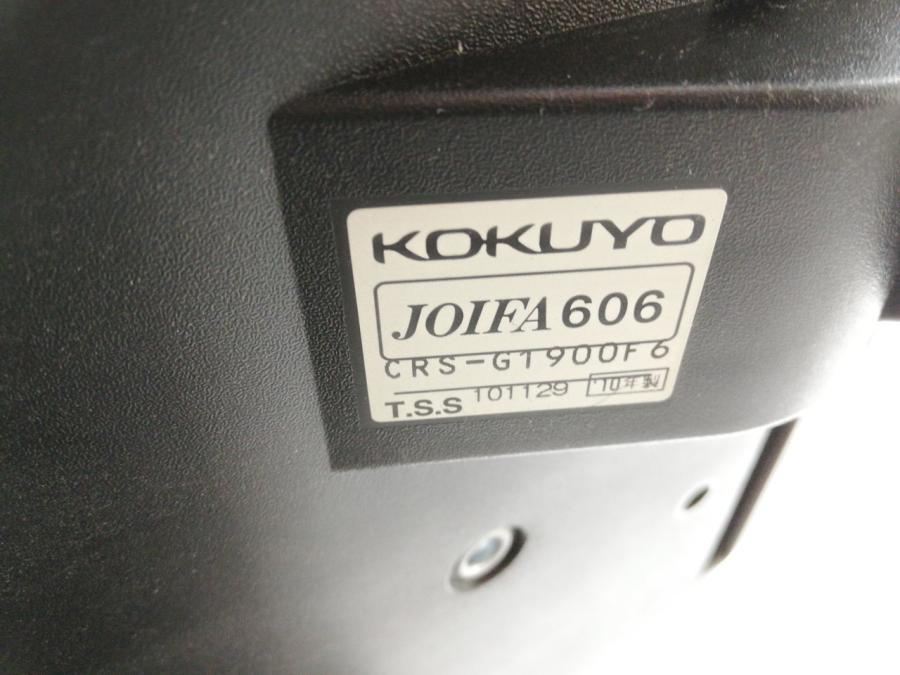 KOKUYO
JOIFA 606
CRS-G1900F6
T.S.S 101129 '10年製